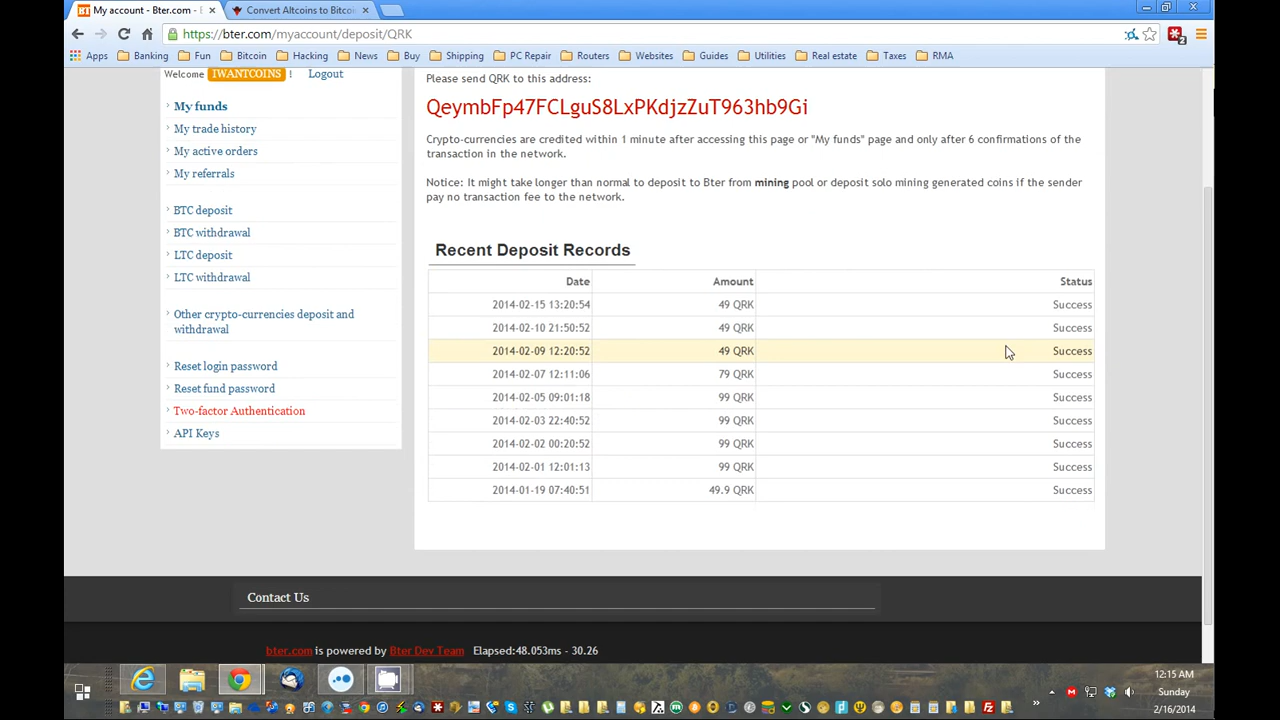 My account - Bter.com -
Convert Altcoins to Bitcoi
https://bter.com/myaccount/deposit/QRK
Apps Banking Fun Bitcoin Hacking News Buy Shipping PC Repair Routers Websites Guides Utilities Real estate Taxes RMA
Welcome IWANTCOINS ! Logout
My funds
My trade history
My active orders
My referrals
BTC deposit
BTC withdrawal
LTC deposit
LTC withdrawal
Other crypto-currencies deposit and
withdrawal
Reset login password
Reset fund password
Two-factor Authentication
API Keys
Please send QRK to this address:
QeymbFp47FCLguS8LxPKdjzZuT963hb9Gi
Crypto-currencies are credited within 1 minute after accessing this page or "My funds" page and only after 6 confirmations of the
transaction in the network.
Notice: It might take longer than normal to deposit to Bter from mining pool or deposit solo mining generated coins if the sender
pay no transaction fee to the network.
Recent Deposit Records
Date Amount Status
2014-02-15 13:20:54 49 QRK Success
2014-02-10 21:50:52 49 QRK Success
2014-02-09 12:20:52 49 QRK Success
2014-02-07 12:11:06 79 QRK Success
2014-02-05 09:01:18 99 QRK Success
2014-02-03 22:40:52 99 QRK Success
2014-02-02 00:20:52 99 QRK Success
2014-02-01 12:01:13 99 QRK Success
2014-01-19 07:40:51 49.9 QRK Success
Contact Us
bter.com is powered by Bter Dev Team Elapsed:48.053ms - 30.26
12:15 AM
Sunday
2/16/2014